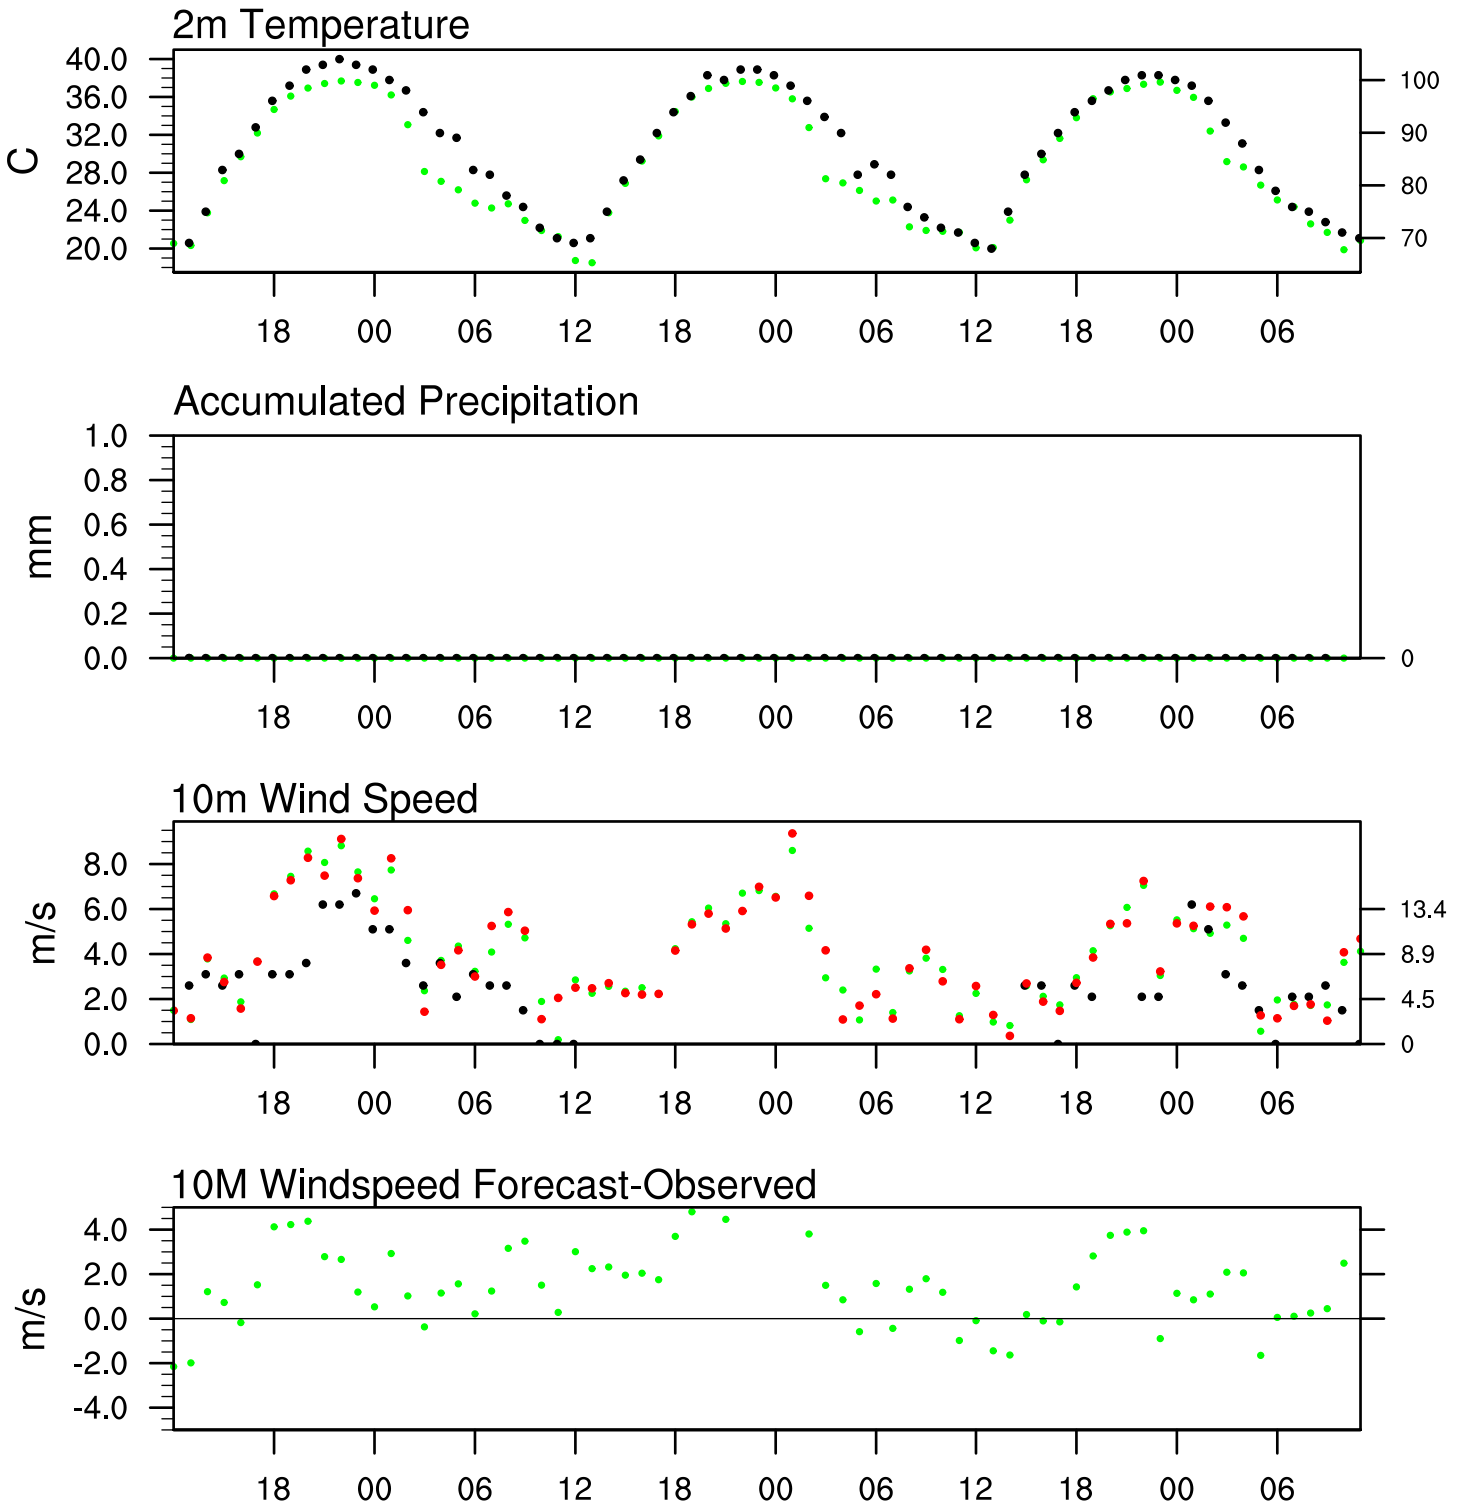 2m Temperature
40.0
36.0
32.0
28.0
24.0
20.0
C
100
90
80
70
18 00 06 12 18 00 06 12 18 00 06
Accumulated Precipitation
1.0
0.8
0.6
0.4
0.2
0.0
mm
0
18 00 06 12 18 00 06 12 18 00 06
10m Wind Speed
8.0
6.0
4.0
2.0
0.0
m/s
13.4
8.9
4.5
0
18 00 06 12 18 00 06 12 18 00 06
10M Windspeed Forecast-Observed
4.0
2.0
0.0
-2.0
-4.0
m/s
18 00 06 12 18 00 06 12 18 00 06